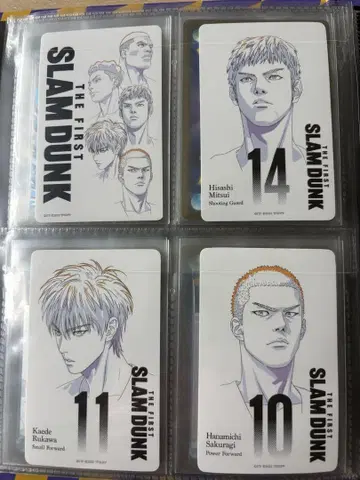 THE FIRST
SLAM DUNK
14
Hisashi
Mitsui
Shooting Guard
THE FIRST
SLAM DUNK
11
Kaede
Rukawa
Small Forward
THE FIRST
SLAM DUNK
10
Hanamichi
Sakuragi
Power Forward
THE FIRST
SLAM DUNK